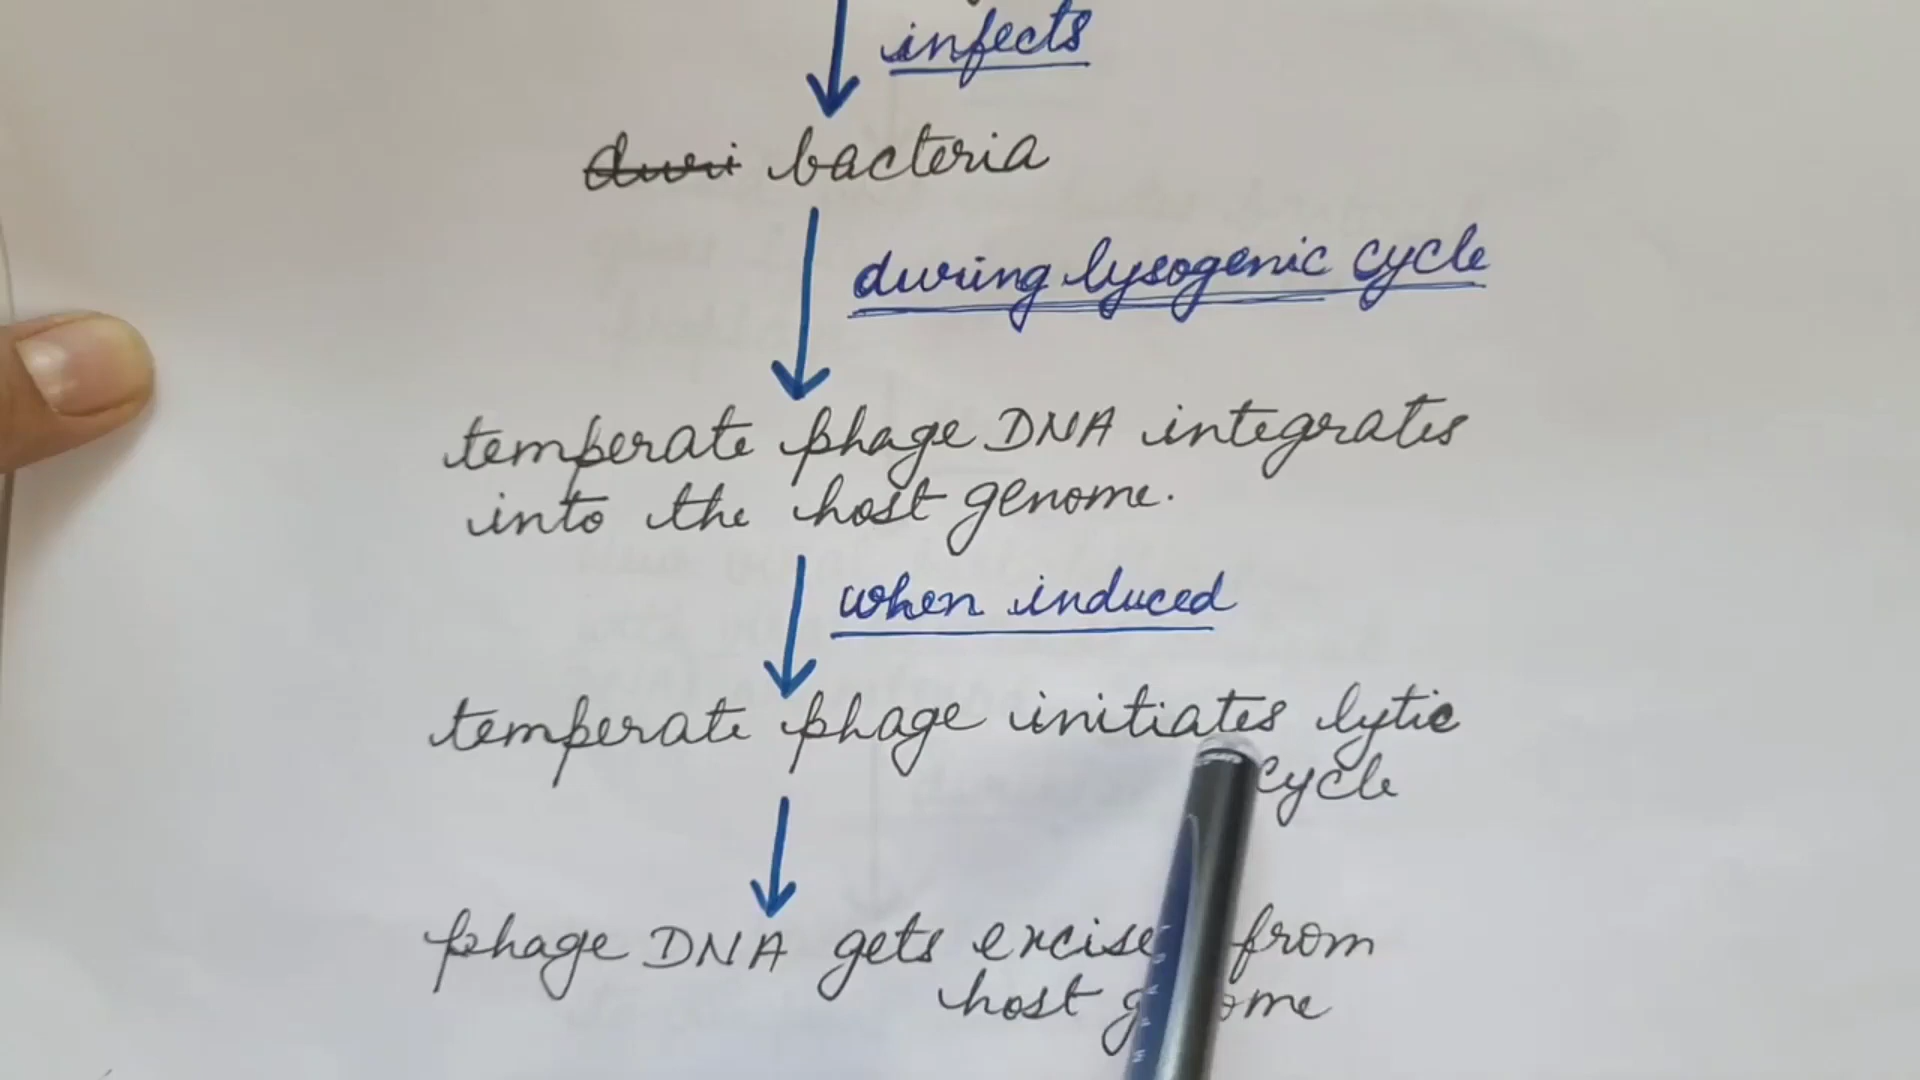 infects
bacteria
during lysogenic cycle
temperate phage DNA integrates
into the host genome.
when induced
temperate phage initiates lytic
cycle
phage DNA gets from
host